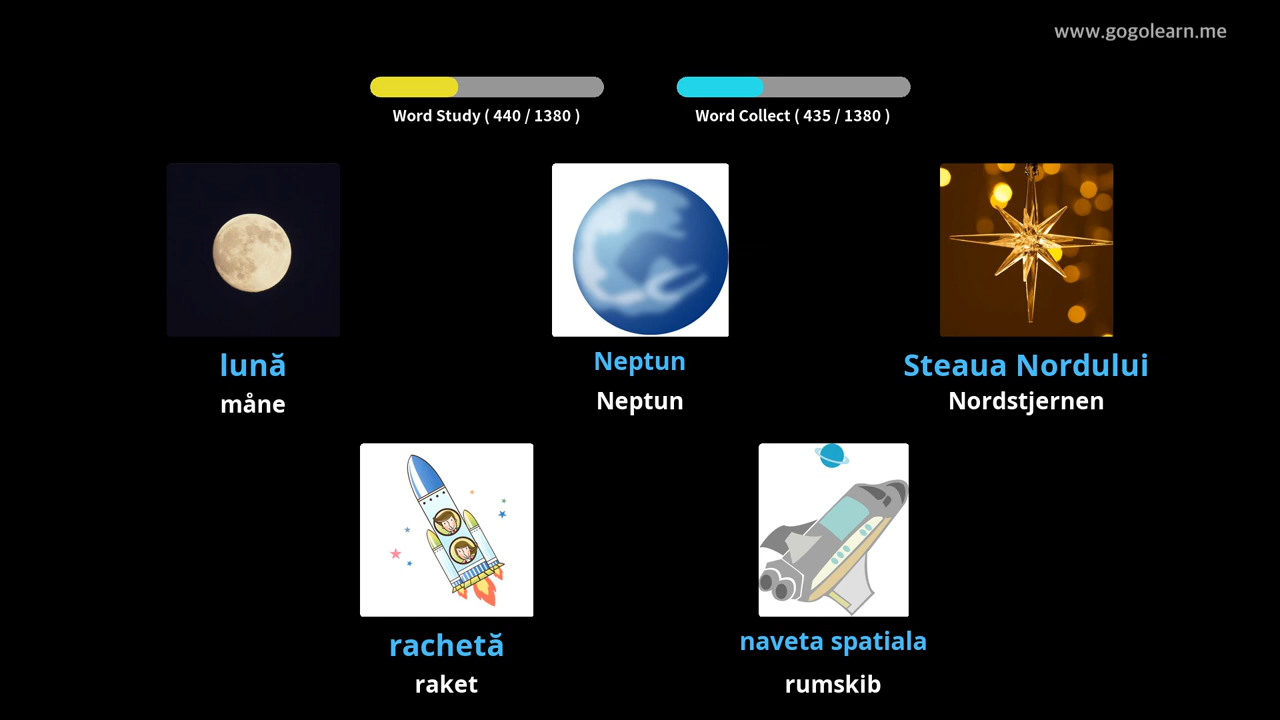 www.gogolearn.me
Word Study ( 440 / 1380 )
Word Collect ( 435 / 1380 )
lună
måne
Neptun
Neptun
Steaua Nordului
Nordstjernen
rachetă
raket
naveta spatiala
rumskib